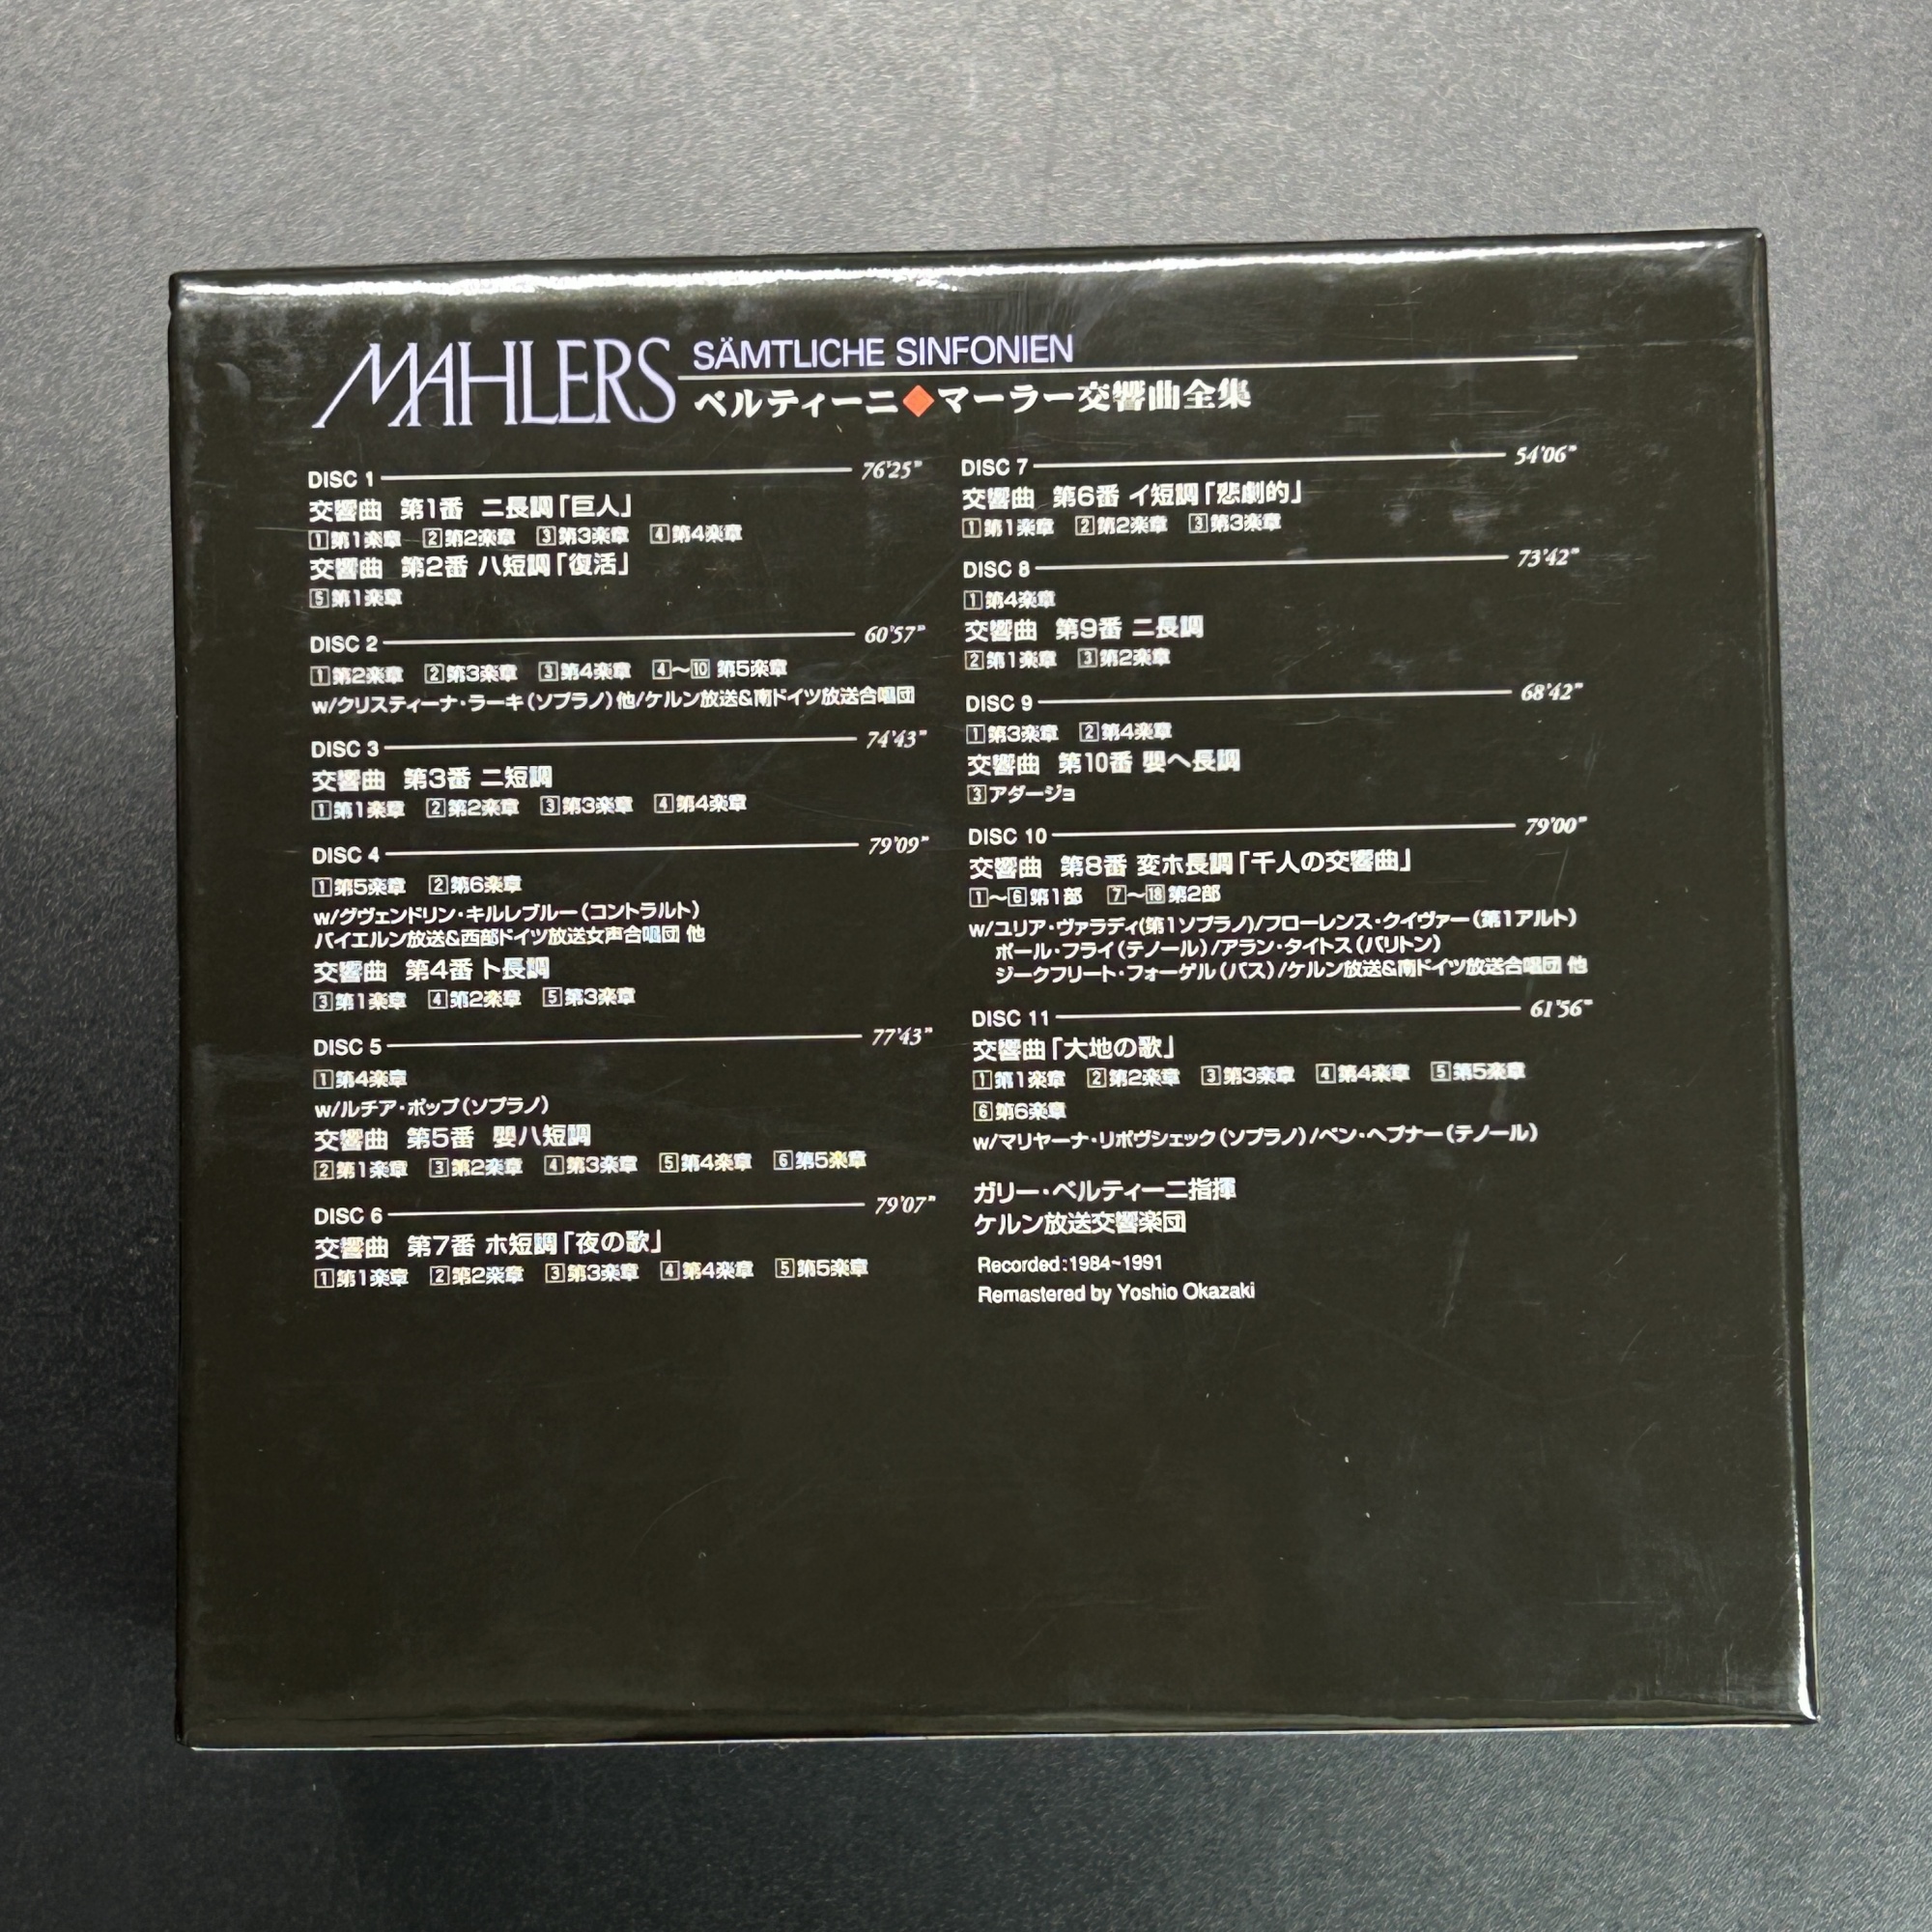 MAHLERS SÄMTLICHE SINFONIEN
ベルティーニ◆マーラー交響曲全集
DISC 1 76'25"
交響曲 第1番 ニ長調「巨人」
1第1楽章 2第2楽章 3第3楽章 4第4楽章
交響曲 第2番 ハ短調「復活」
5第1楽章
DISC 2 60'57"
1第2楽章 2第3楽章 3第4楽章 4〜10 第5楽章
w/クリスティーナ・ラーキ(ソプラノ)他/ケルン放送&南ドイツ放送合唱団
DISC 3 74'43"
交響曲 第3番 ニ短調
1第1楽章 2第2楽章 3第3楽章 4第4楽章
DISC 4 79'09"
1第5楽章 2第6楽章
w/グヴェンドリン・キルレブルー(コントラルト)
バイエルン放送&西部ドイツ放送女声合唱団 他
交響曲 第4番 ト長調
3第1楽章 4第2楽章 5第3楽章
DISC 5 77'43"
1第4楽章
w/ルチア・ポップ(ソプラノ)
交響曲 第5番 嬰ハ短調
2第1楽章 3第2楽章 4第3楽章 5第4楽章 6第5楽章
DISC 6 79'07"
交響曲 第7番 ホ短調「夜の歌」
1第1楽章 2第2楽章 3第3楽章 4第4楽章 5第5楽章
DISC 7 54'06"
交響曲 第6番 イ短調「悲劇的」
1第1楽章 2第2楽章 3第3楽章
DISC 8 73'42"
1第4楽章
交響曲 第9番 ニ長調
2第1楽章 3第2楽章
DISC 9 68'42"
1第3楽章 2第4楽章
交響曲 第10番 嬰ヘ長調
3アダージョ
DISC 10 79'00"
交響曲 第8番 変ホ長調「千人の交響曲」
1〜6第1部 7〜18第2部
w/ユリア・ヴァラディ(第1ソプラノ)/フローレンス・クイヴァー(第1アルト)
ポール・フライ(テノール)/アラン・タイトス(バリトン)
ジークフリート・フォーゲル(バス)/ケルン放送&南ドイツ放送合唱団 他
DISC 11 61'56"
交響曲「大地の歌」
1第1楽章 2第2楽章 3第3楽章 4第4楽章 5第5楽章
6第6楽章
w/マリヤーナ・リポヴシェック(ソプラノ)/ベン・ヘプナー(テノール)
ガリー・ベルティーニ指揮
ケルン放送交響楽団
Recorded:1984~1991
Remastered by Yoshio Okazaki